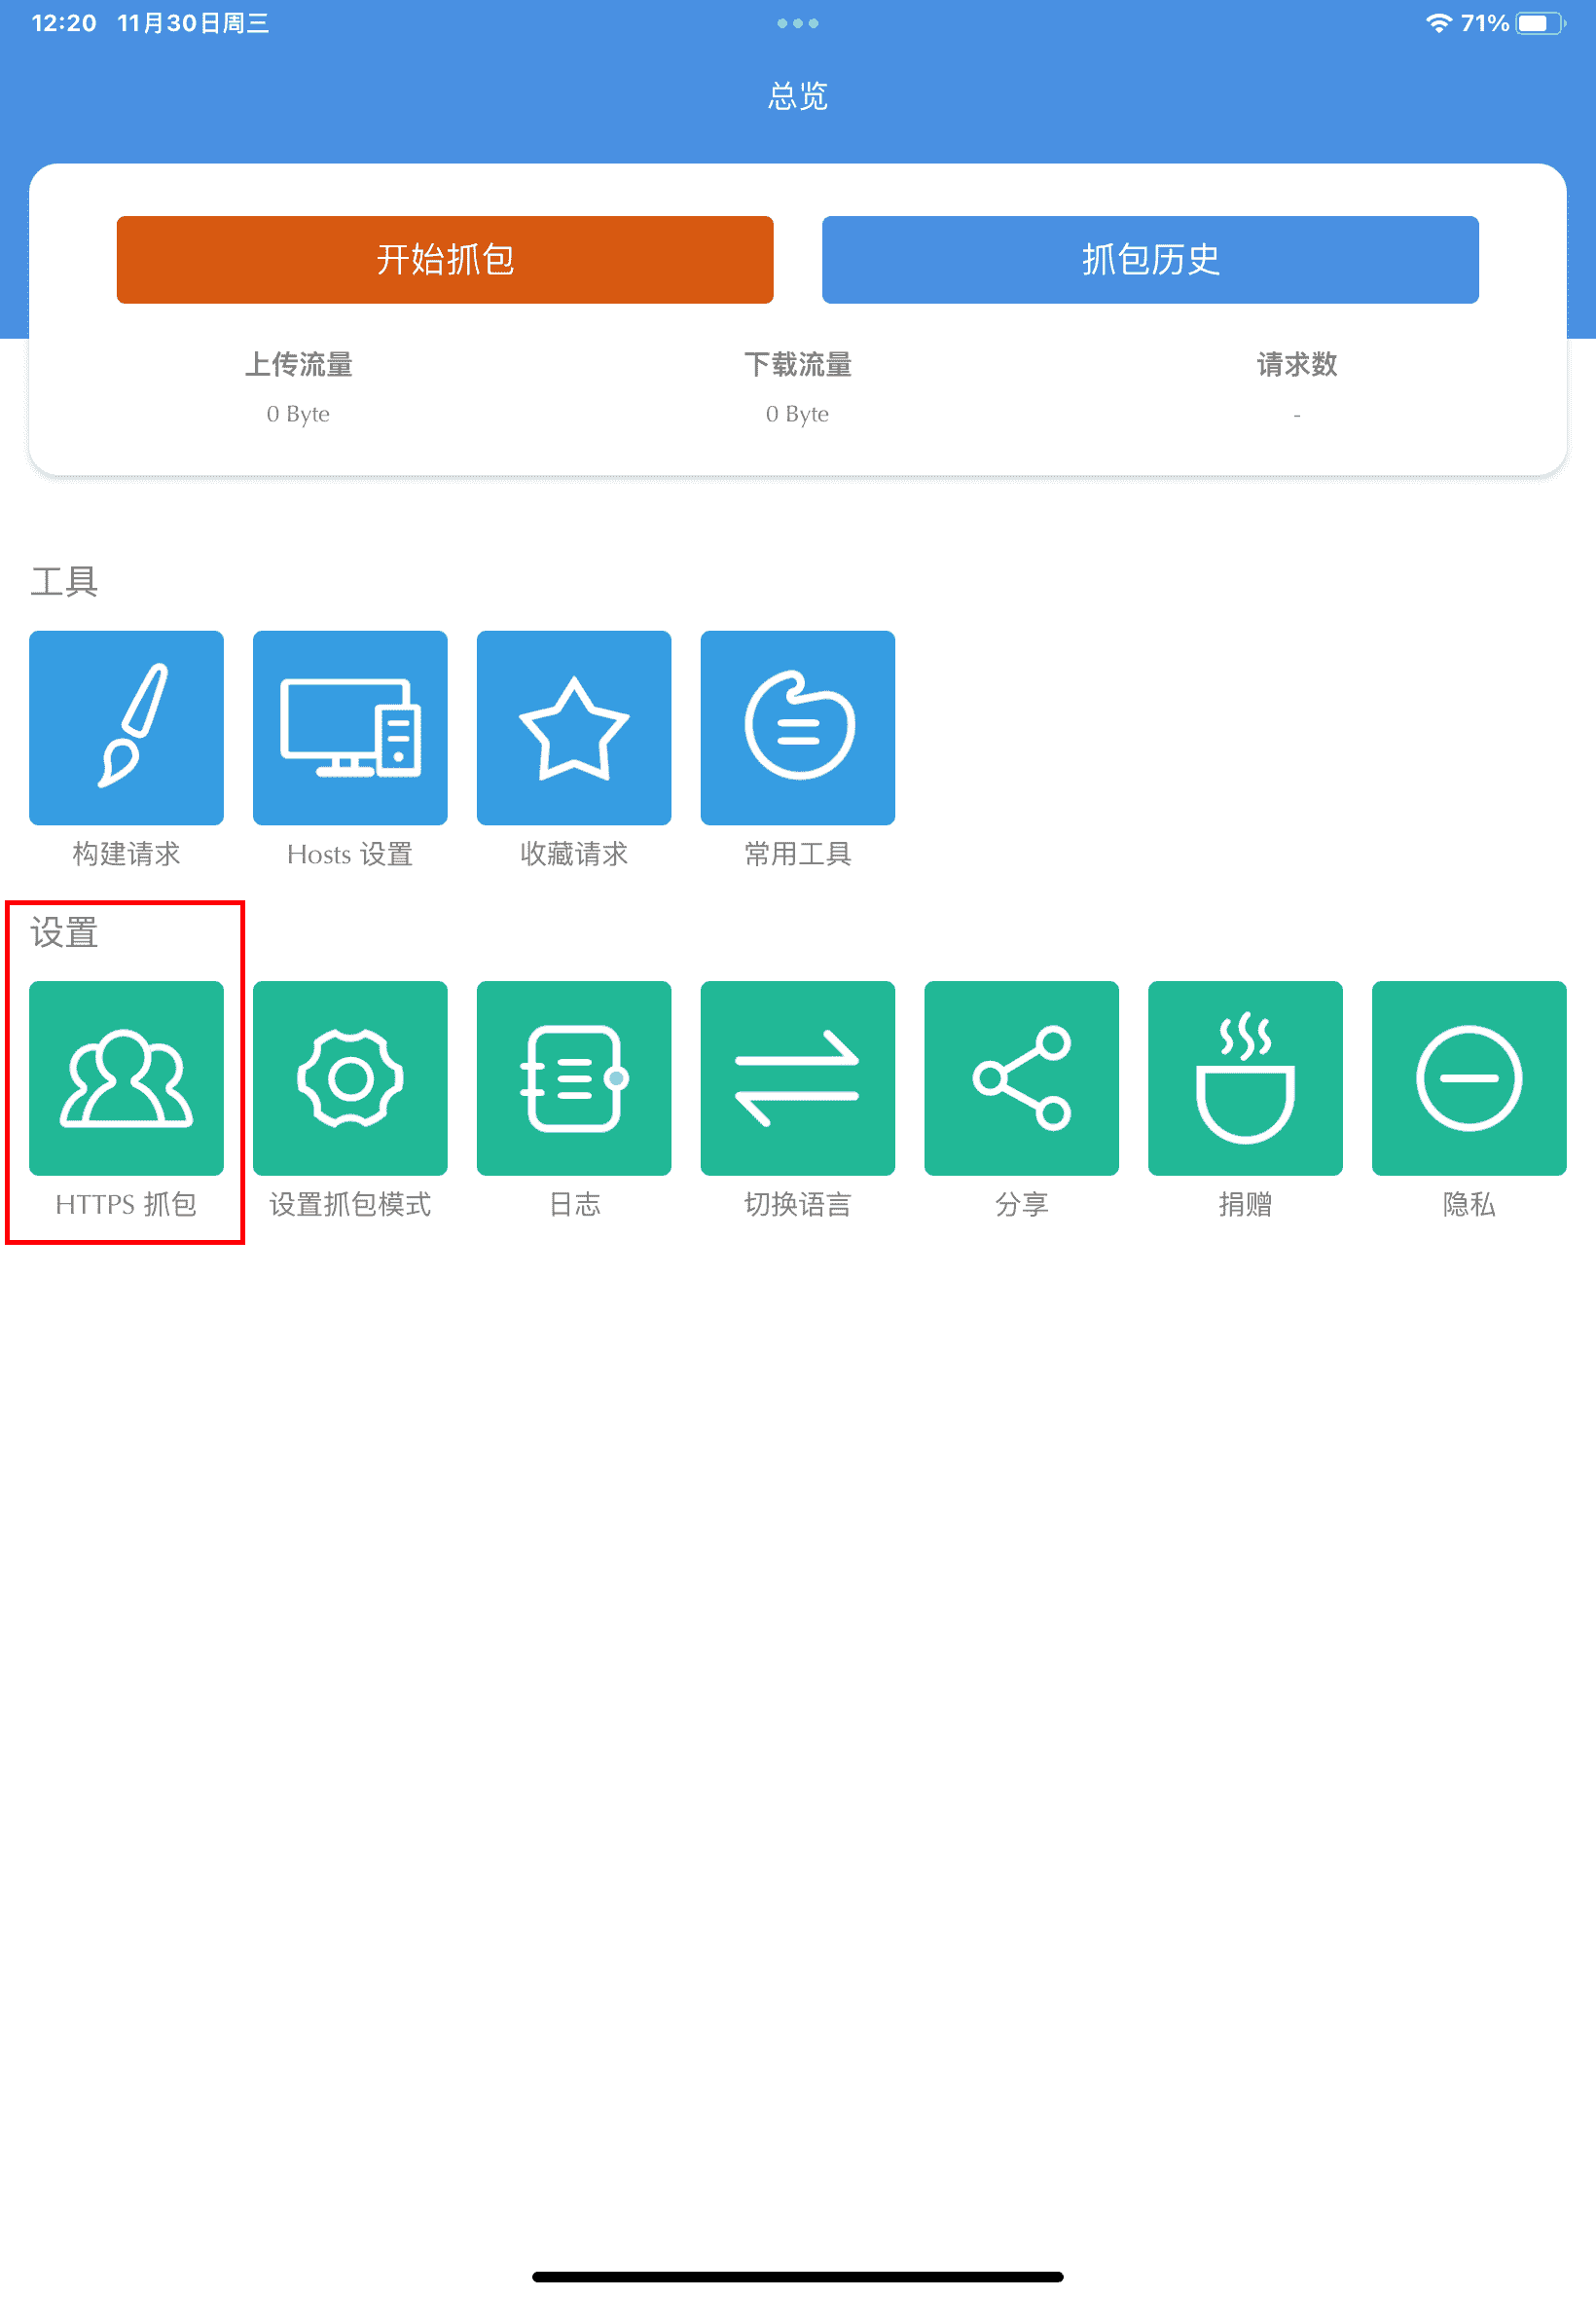 12:20 11月30日周三 71%
总览
开始抓包 抓包历史
上传流量 下载流量 请求数
0 Byte 0 Byte -
工具
构建请求 Hosts 设置 收藏请求 常用工具
设置
HTTPS 抓包 设置抓包模式 日志 切换语言 分享 捐赠 隐私